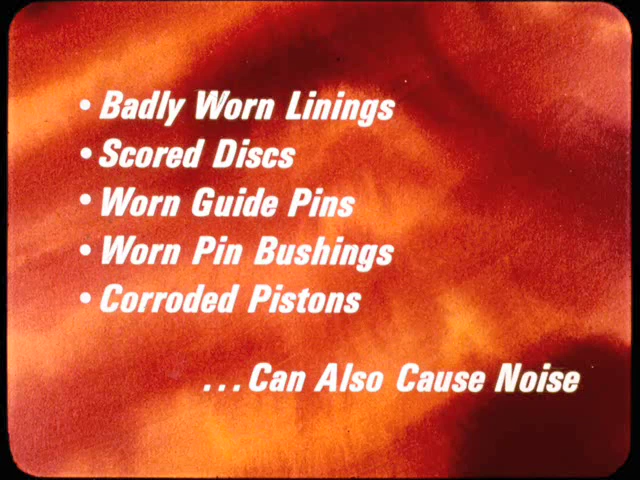 • Badly Worn Linings
• Scored Discs
• Worn Guide Pins
• Worn Pin Bushings
• Corroded Pistons
...Can Also Cause Noise